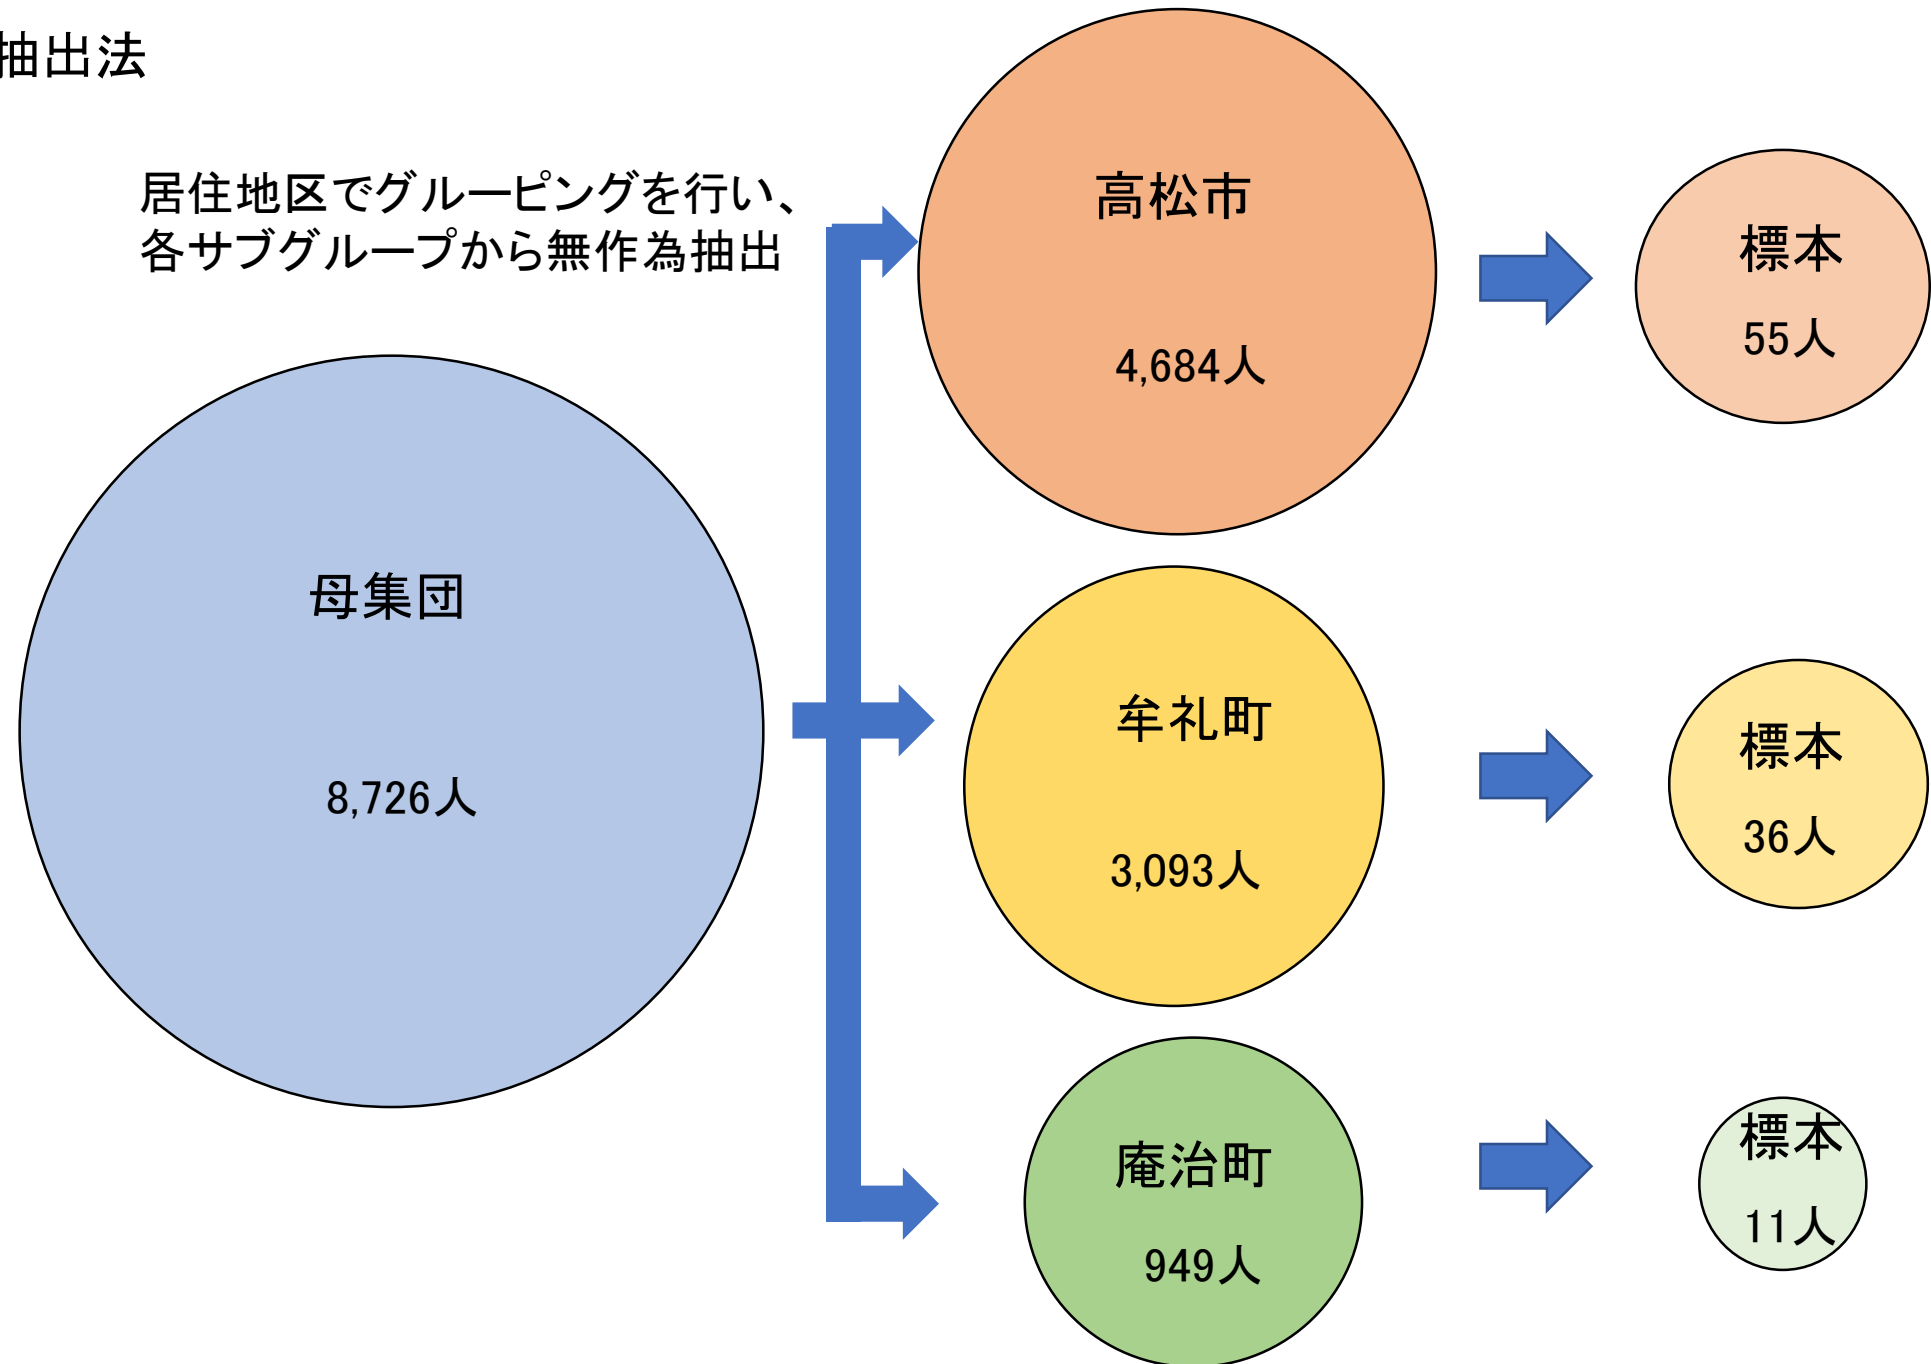 抽出法
居住地区でグルーピングを行い、
各サブグループから無作為抽出
母集団
8,726人
高松市
4,684人
標本
55人
牟礼町
3,093人
標本
36人
庵治町
949人
標本
11人